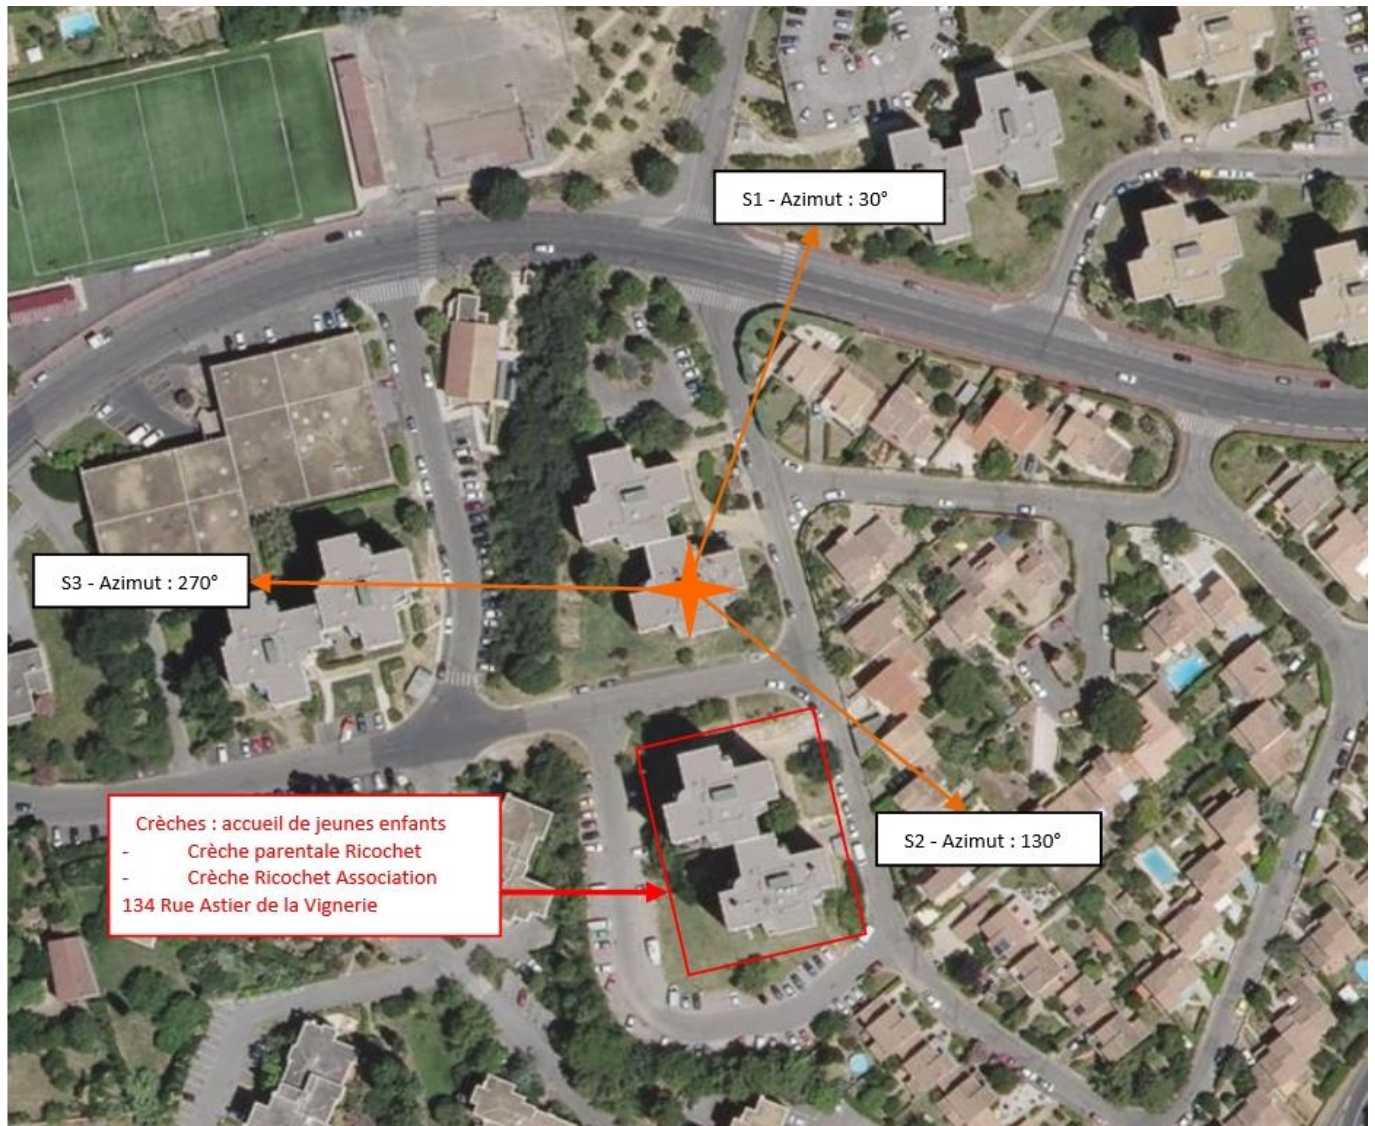 S1 - Azimut : 30°
S3 - Azimut : 270°
S2 - Azimut : 130°
Crèches : accueil de jeunes enfants
- Crèche parentale Ricochet
- Crèche Ricochet Association
134 Rue Astier de la Vignerie